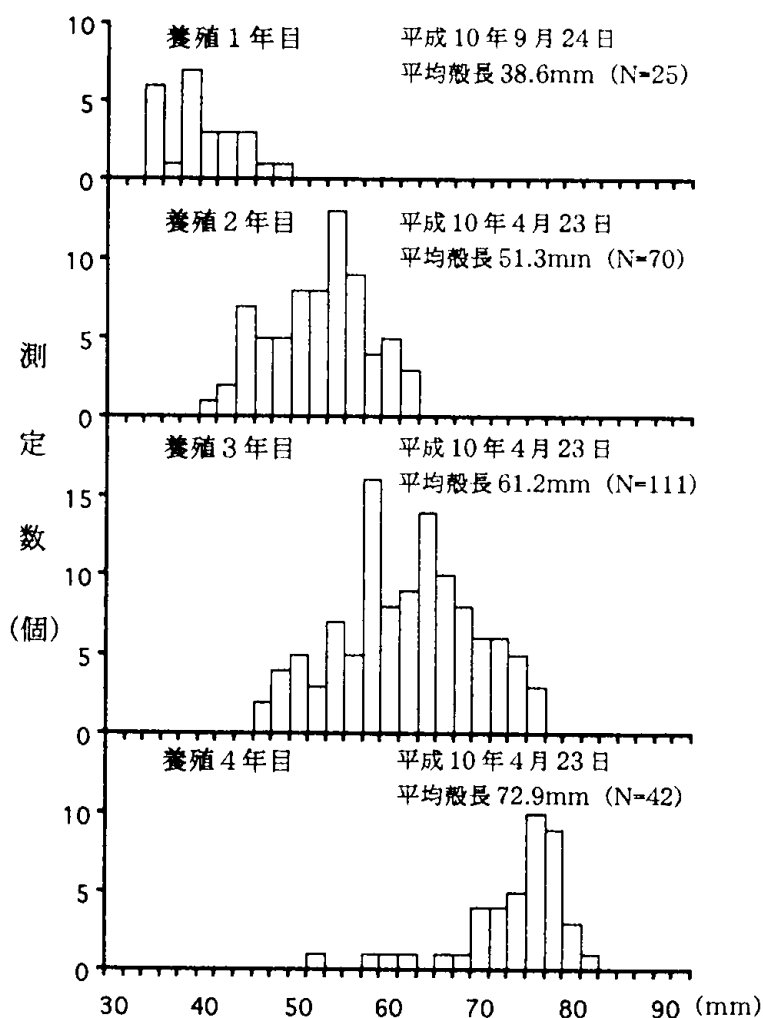 養殖1年目
平成10年9月24日
平均殻長38.6mm (N=25)
10
5
0
養殖2年目
平成10年4月23日
平均殻長51.3mm (N=70)
10
5
0
養殖3年目
平成10年4月23日
平均殻長61.2mm (N=111)
15
10
5
0
養殖4年目
平成10年4月23日
平均殻長72.9mm (N=42)
10
5
0
測定数(個)
30 40 50 60 70 80 90 (mm)